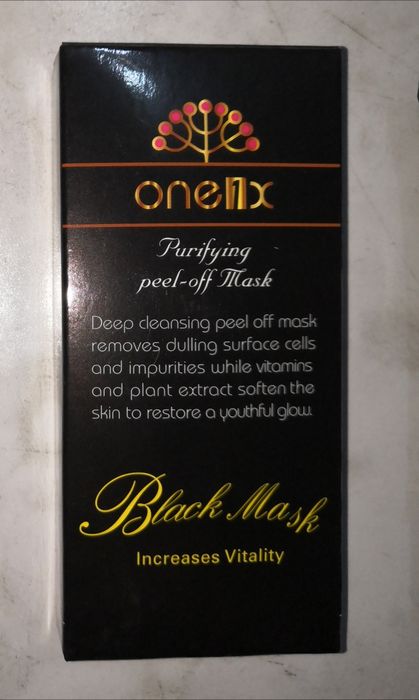 one1x
Purifying
peel-off Mask
Deep cleansing peel off mask
removes dulling surface cells
and impurities while vitamins
and plant extract soften the
skin to restore a youthful glow.
Black Mask
Increases Vitality